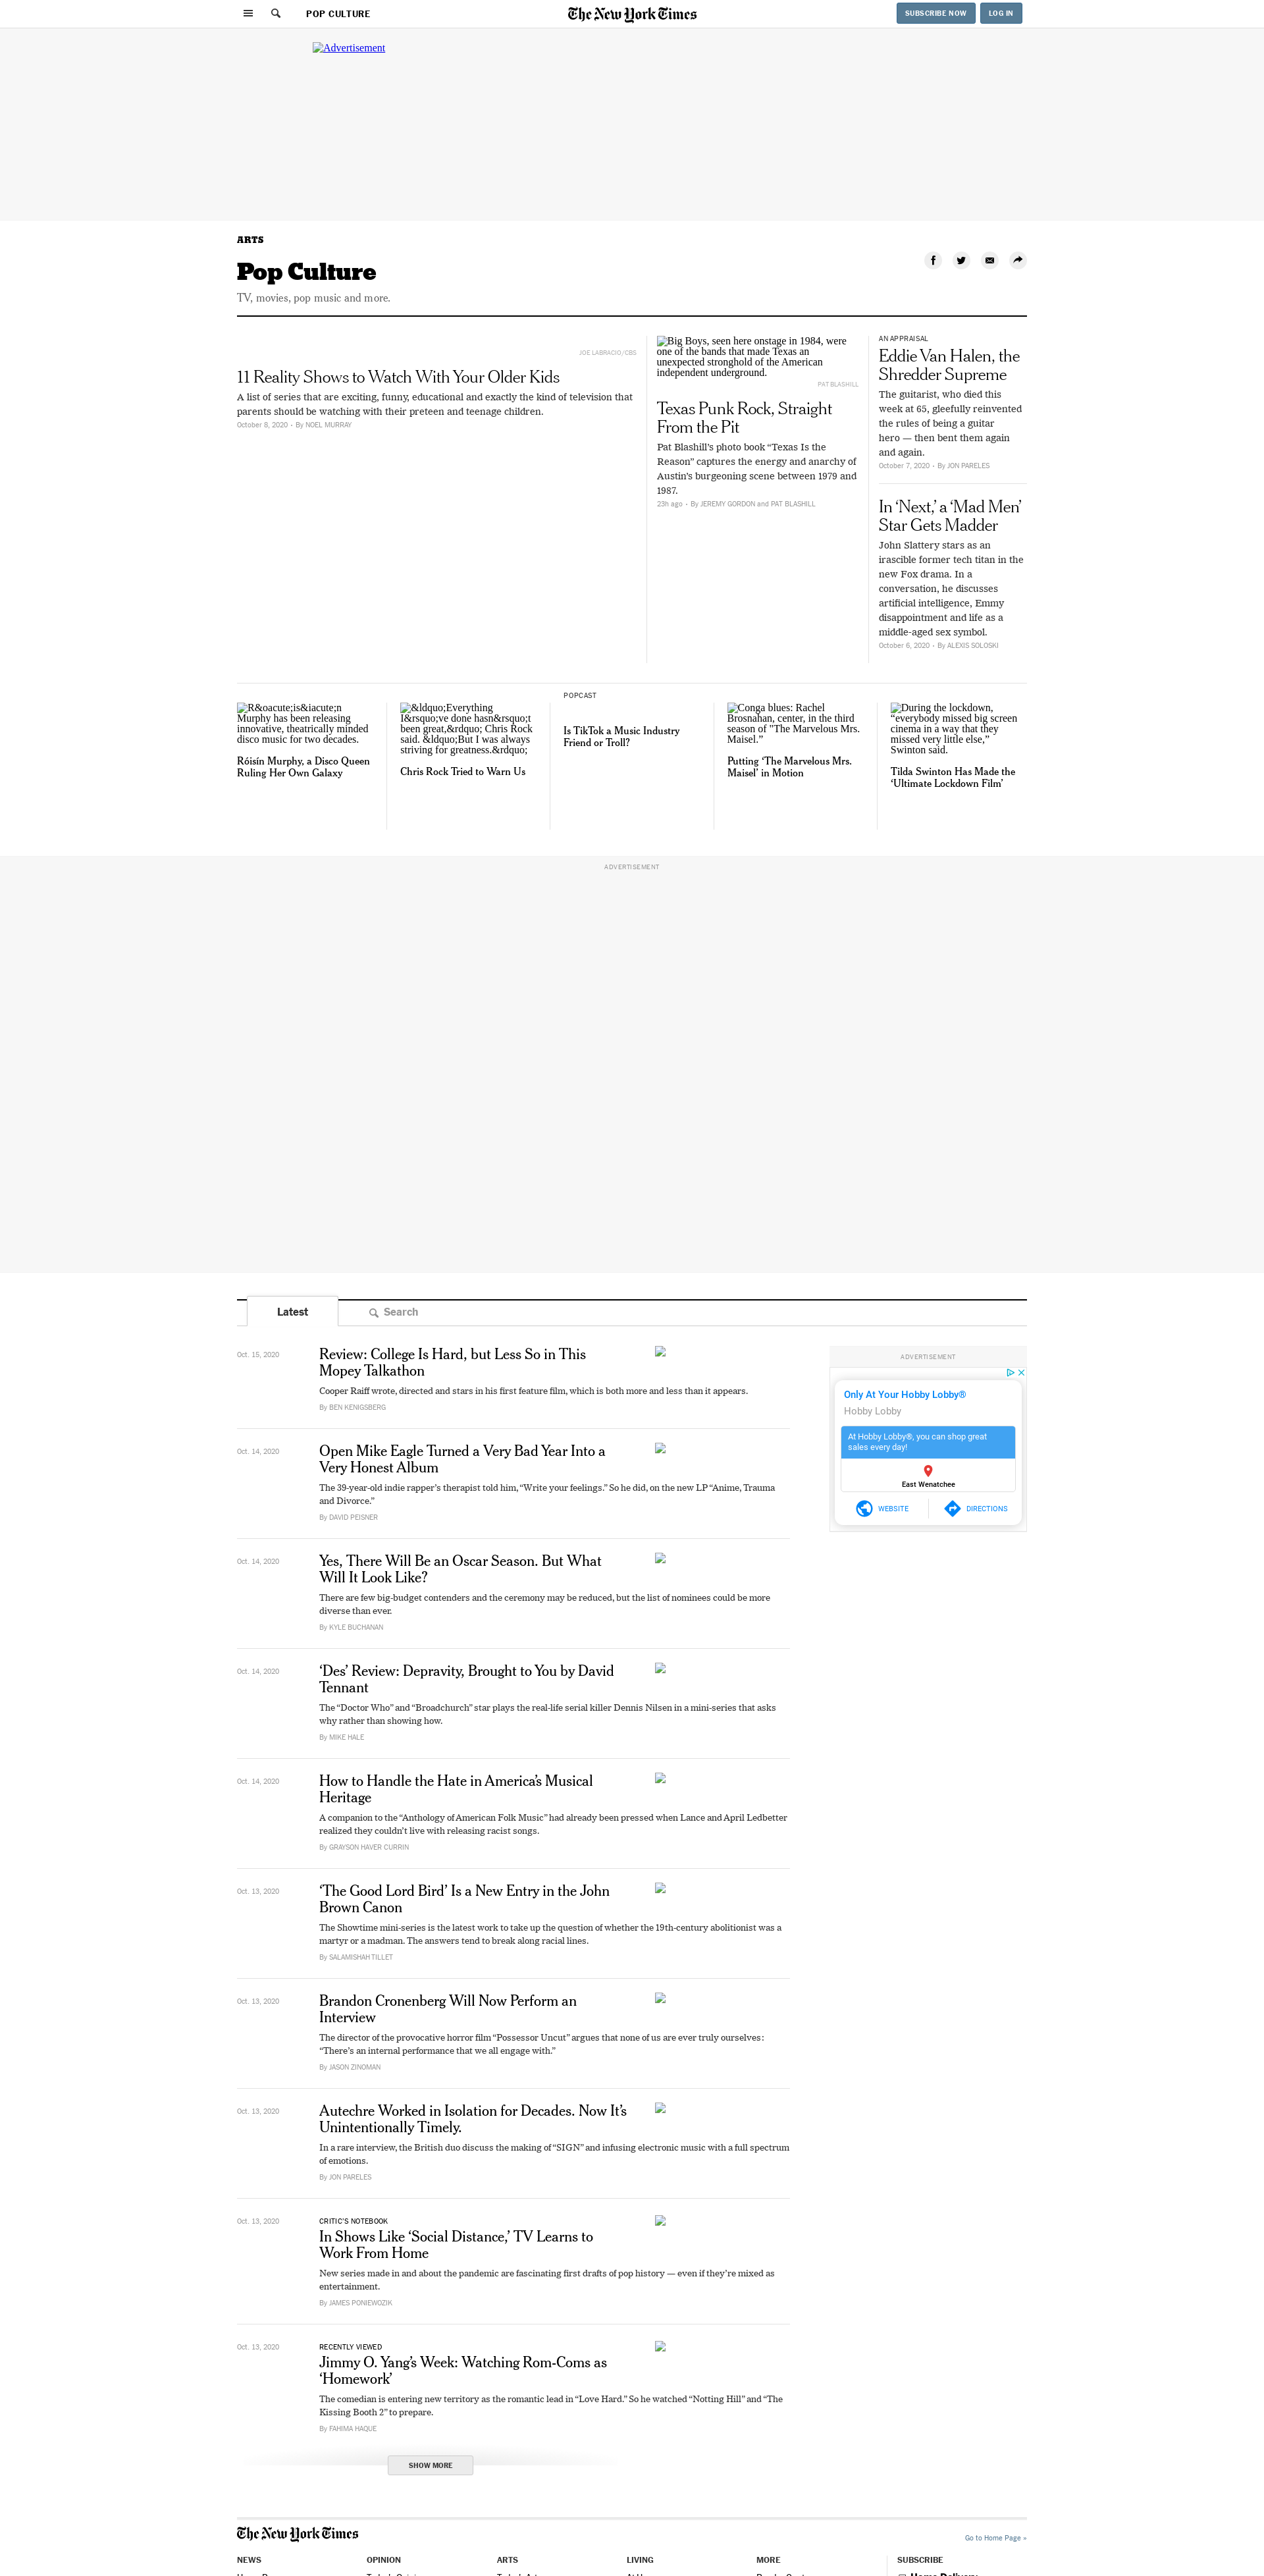 POP CULTURE
The New York Times
SUBSCRIBE NOW
LOG IN
Advertisement
ARTS
Pop Culture
TV, movies, pop music and more.
JOE LABRACIO/CBS
11 Reality Shows to Watch With Your Older Kids
A list of series that are exciting, funny, educational and exactly the kind of television that
parents should be watching with their preteen and teenage children.
October 8, 2020 • By NOEL MURRAY
Big Boys, seen here onstage in 1984, were
one of the bands that made Texas an
unexpected stronghold of the American
independent underground.
PAT BLASHILL
Texas Punk Rock, Straight
From the Pit
Pat Blashill's photo book “Texas Is the
Reason” captures the energy and anarchy of
Austin's burgeoning scene between 1979 and
1987.
23h ago • By JEREMY GORDON and PAT BLASHILL
AN APPRAISAL
Eddie Van Halen, the
Shredder Supreme
The guitarist, who died this
week at 65, gleefully reinvented
the rules of being a guitar
hero — then bent them again
and again.
October 7, 2020 • By JON PARELES
In ‘Next,’ a ‘Mad Men’
Star Gets Madder
John Slattery stars as an
irascible former tech titan in the
new Fox drama. In a
conversation, he discusses
artificial intelligence, Emmy
disappointment and life as a
middle-aged sex symbol.
October 6, 2020 • By ALEXIS SOLOSKI
R&oacute;is&iacute;n
Murphy has been releasing
innovative, theatrically minded
disco music for two decades.
Róisín Murphy, a Disco Queen
Ruling Her Own Galaxy
&ldquo;Everything
I&rsquo;ve done hasn&rsquo;t
been great,&rdquo; Chris Rock
said. &ldquo;But I was always
striving for greatness.&rdquo;
Chris Rock Tried to Warn Us
POPCAST
Is TikTok a Music Industry
Friend or Troll?
Conga blues: Rachel
Brosnahan, center, in the third
season of "The Marvelous Mrs.
Maisel.”
Putting ‘The Marvelous Mrs.
Maisel’ in Motion
During the lockdown,
“everybody missed big screen
cinema in a way that they
missed very little else,”
Swinton said.
Tilda Swinton Has Made the
‘Ultimate Lockdown Film’
ADVERTISEMENT
Latest
Search
Oct. 15, 2020
Review: College Is Hard, but Less So in This
Mopey Talkathon
Cooper Raiff wrote, directed and stars in his first feature film, which is both more and less than it appears.
By BEN KENIGSBERG
ADVERTISEMENT
Only At Your Hobby Lobby®
Hobby Lobby
At Hobby Lobby®, you can shop great
sales every day!
East Wenatchee
WEBSITE
DIRECTIONS
Oct. 14, 2020
Open Mike Eagle Turned a Very Bad Year Into a
Very Honest Album
The 39-year-old indie rapper's therapist told him, “Write your feelings.” So he did, on the new LP “Anime, Trauma
and Divorce.”
By DAVID PEISNER
Oct. 14, 2020
Yes, There Will Be an Oscar Season. But What
Will It Look Like?
There are few big-budget contenders and the ceremony may be reduced, but the list of nominees could be more
diverse than ever.
By KYLE BUCHANAN
Oct. 14, 2020
‘Des’ Review: Depravity, Brought to You by David
Tennant
The “Doctor Who” and “Broadchurch” star plays the real-life serial killer Dennis Nilsen in a mini-series that asks
why rather than showing how.
By MIKE HALE
Oct. 14, 2020
How to Handle the Hate in America’s Musical
Heritage
A companion to the “Anthology of American Folk Music” had already been pressed when Lance and April Ledbetter
realized they couldn't live with releasing racist songs.
By GRAYSON HAVER CURRIN
Oct. 13, 2020
‘The Good Lord Bird’ Is a New Entry in the John
Brown Canon
The Showtime mini-series is the latest work to take up the question of whether the 19th-century abolitionist was a
martyr or a madman. The answers tend to break along racial lines.
By SALAMISHAH TILLET
Oct. 13, 2020
Brandon Cronenberg Will Now Perform an
Interview
The director of the provocative horror film “Possessor Uncut” argues that none of us are ever truly ourselves:
“There’s an internal performance that we all engage with.”
By JASON ZINOMAN
Oct. 13, 2020
Autechre Worked in Isolation for Decades. Now It’s
Unintentionally Timely.
In a rare interview, the British duo discuss the making of “SIGN” and infusing electronic music with a full spectrum
of emotions.
By JON PARELES
Oct. 13, 2020
CRITIC’S NOTEBOOK
In Shows Like ‘Social Distance,’ TV Learns to
Work From Home
New series made in and about the pandemic are fascinating first drafts of pop history — even if they’re mixed as
entertainment.
By JAMES PONIEWOZIK
Oct. 13, 2020
RECENTLY VIEWED
Jimmy O. Yang’s Week: Watching Rom-Coms as
‘Homework’
The comedian is entering new territory as the romantic lead in “Love Hard.” So he watched “Notting Hill” and “The
Kissing Booth 2” to prepare.
By FAHIMA HAQUE
SHOW MORE
The New York Times
Go to Home Page »
NEWS
OPINION
ARTS
LIVING
MORE
SUBSCRIBE